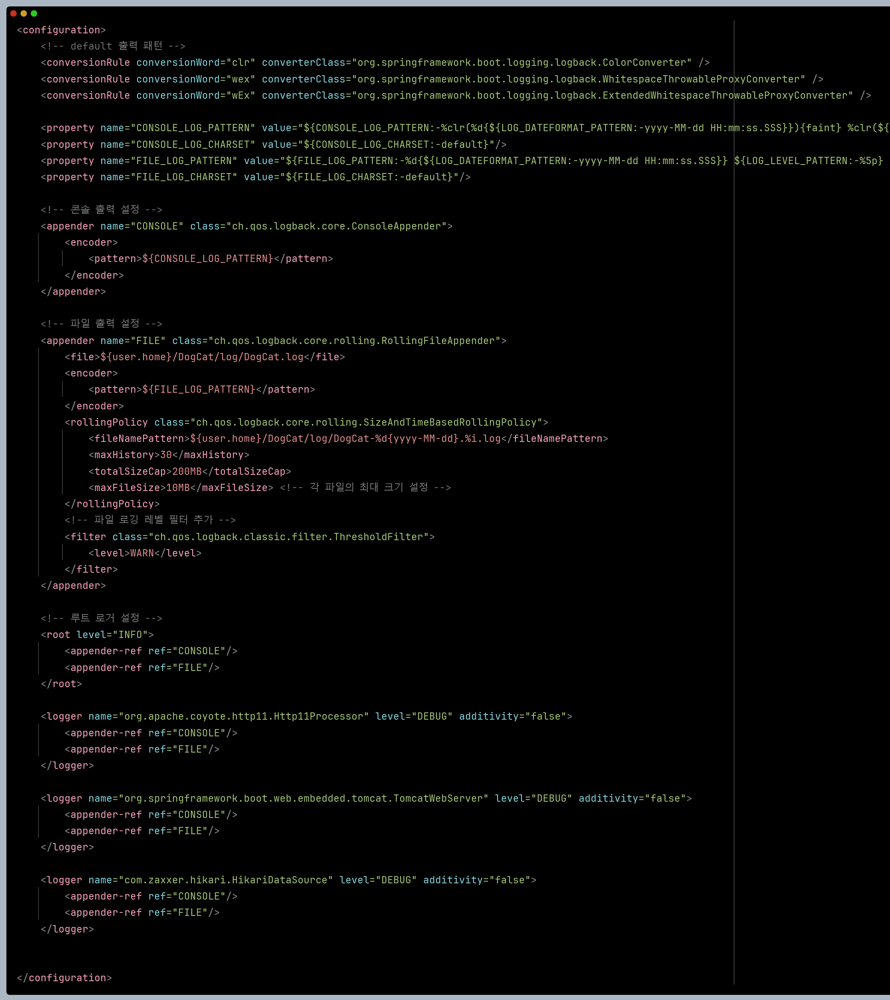 <configuration>
    <!-- default 출력 패턴 -->
    <conversionRule conversionWord="clr" converterClass="org.springframework.boot.logging.logback.ColorConverter" />
    <conversionRule conversionWord="wex" converterClass="org.springframework.boot.logging.logback.WhitespaceThrowableProxyConverter" />
    <conversionRule conversionWord="wEx" converterClass="org.springframework.boot.logging.logback.ExtendedWhitespaceThrowableProxyConverter" />
    <property name="CONSOLE_LOG_PATTERN" value="${CONSOLE_LOG_PATTERN:-%clr(%d{${LOG_DATEFORMAT_PATTERN:-yyyy-MM-dd HH:mm:ss.SSS}}){faint} %clr(${
    <property name="CONSOLE_LOG_CHARSET" value="${CONSOLE_LOG_CHARSET:-default}"/>
    <property name="FILE_LOG_PATTERN" value="${FILE_LOG_PATTERN:-%d{${LOG_DATEFORMAT_PATTERN:-yyyy-MM-dd HH:mm:ss.SSS}} ${LOG_LEVEL_PATTERN:-%5p}
    <property name="FILE_LOG_CHARSET" value="${FILE_LOG_CHARSET:-default}"/>
    <!-- 콘솔 출력 설정 -->
    <appender name="CONSOLE" class="ch.qos.logback.core.ConsoleAppender">
        <encoder>
            <pattern>${CONSOLE_LOG_PATTERN}</pattern>
        </encoder>
    </appender>
    <!-- 파일 출력 설정 -->
    <appender name="FILE" class="ch.qos.logback.core.rolling.RollingFileAppender">
        <file>${user.home}/DogCat/log/DogCat.log</file>
        <encoder>
            <pattern>${FILE_LOG_PATTERN}</pattern>
        </encoder>
        <rollingPolicy class="ch.qos.logback.core.rolling.SizeAndTimeBasedRollingPolicy">
            <fileNamePattern>${user.home}/DogCat/log/DogCat-%d{yyyy-MM-dd}.%i.log</fileNamePattern>
            <maxHistory>30</maxHistory>
            <totalSizeCap>200MB</totalSizeCap>
            <maxFileSize>10MB</maxFileSize> <!-- 각 파일의 최대 크기 설정 -->
        </rollingPolicy>
        <!-- 파일 로깅 레벨 필터 추가 -->
        <filter class="ch.qos.logback.classic.filter.ThresholdFilter">
            <level>WARN</level>
        </filter>
    </appender>
    <!-- 루트 로거 설정 -->
    <root level="INFO">
        <appender-ref ref="CONSOLE"/>
        <appender-ref ref="FILE"/>
    </root>
    <logger name="org.apache.coyote.http11.Http11Processor" level="DEBUG" additivity="false">
        <appender-ref ref="CONSOLE"/>
        <appender-ref ref="FILE"/>
    </logger>
    <logger name="org.springframework.boot.web.embedded.tomcat.TomcatWebServer" level="DEBUG" additivity="false">
        <appender-ref ref="CONSOLE"/>
        <appender-ref ref="FILE"/>
    </logger>
    <logger name="com.zaxxer.hikari.HikariDataSource" level="DEBUG" additivity="false">
        <appender-ref ref="CONSOLE"/>
        <appender-ref ref="FILE"/>
    </logger>
</configuration>